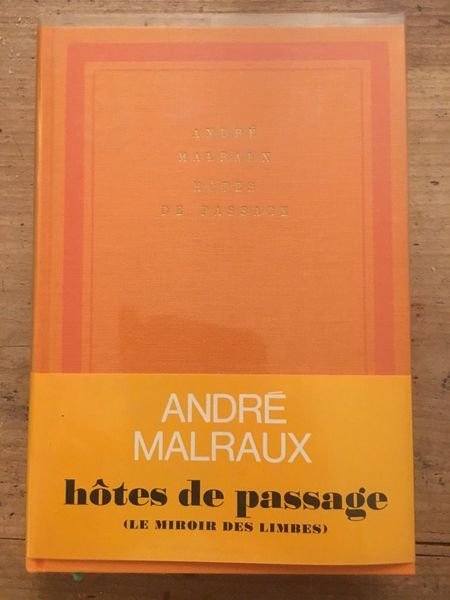 ANDRÉ
MALRAUX
HÔTES
DE PASSAGE
ANDRÉ
MALRAUX
hôtes de passage
(LE MIROIR DES LIMBES)